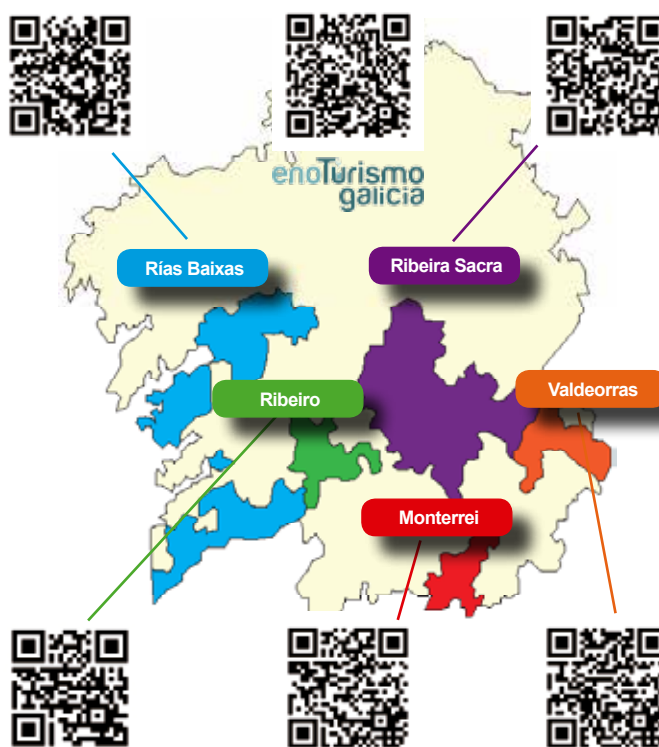 enoTurismo
galicia
Rías Baixas
Ribeira Sacra
Valdeorras
Ribeiro
Monterrei